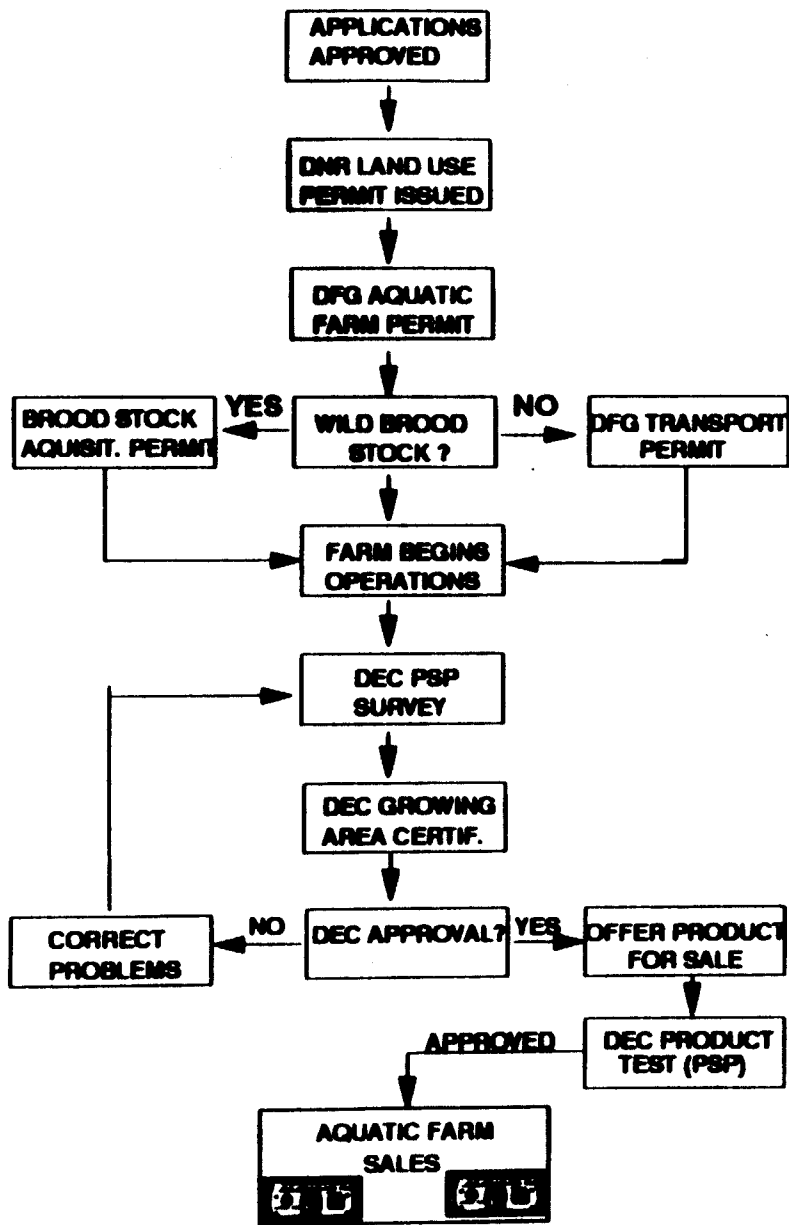 APPLICATIONS
APPROVED
DNR LAND USE
PERMIT ISSUED
DFG AQUATIC
FARM PERMIT
BROOD STOCK
AQUISIT. PERMIT
YES
WILD BROOD
STOCK ?
NO
DFG TRANSPORT
PERMIT
FARM BEGINS
OPERATIONS
DEC PSP
SURVEY
DEC GROWING
AREA CERTIF.
CORRECT
PROBLEMS
NO
DEC APPROVAL?
YES
OFFER PRODUCT
FOR SALE
DEC PRODUCT
TEST (PSP)
APPROVED
AQUATIC FARM
SALES